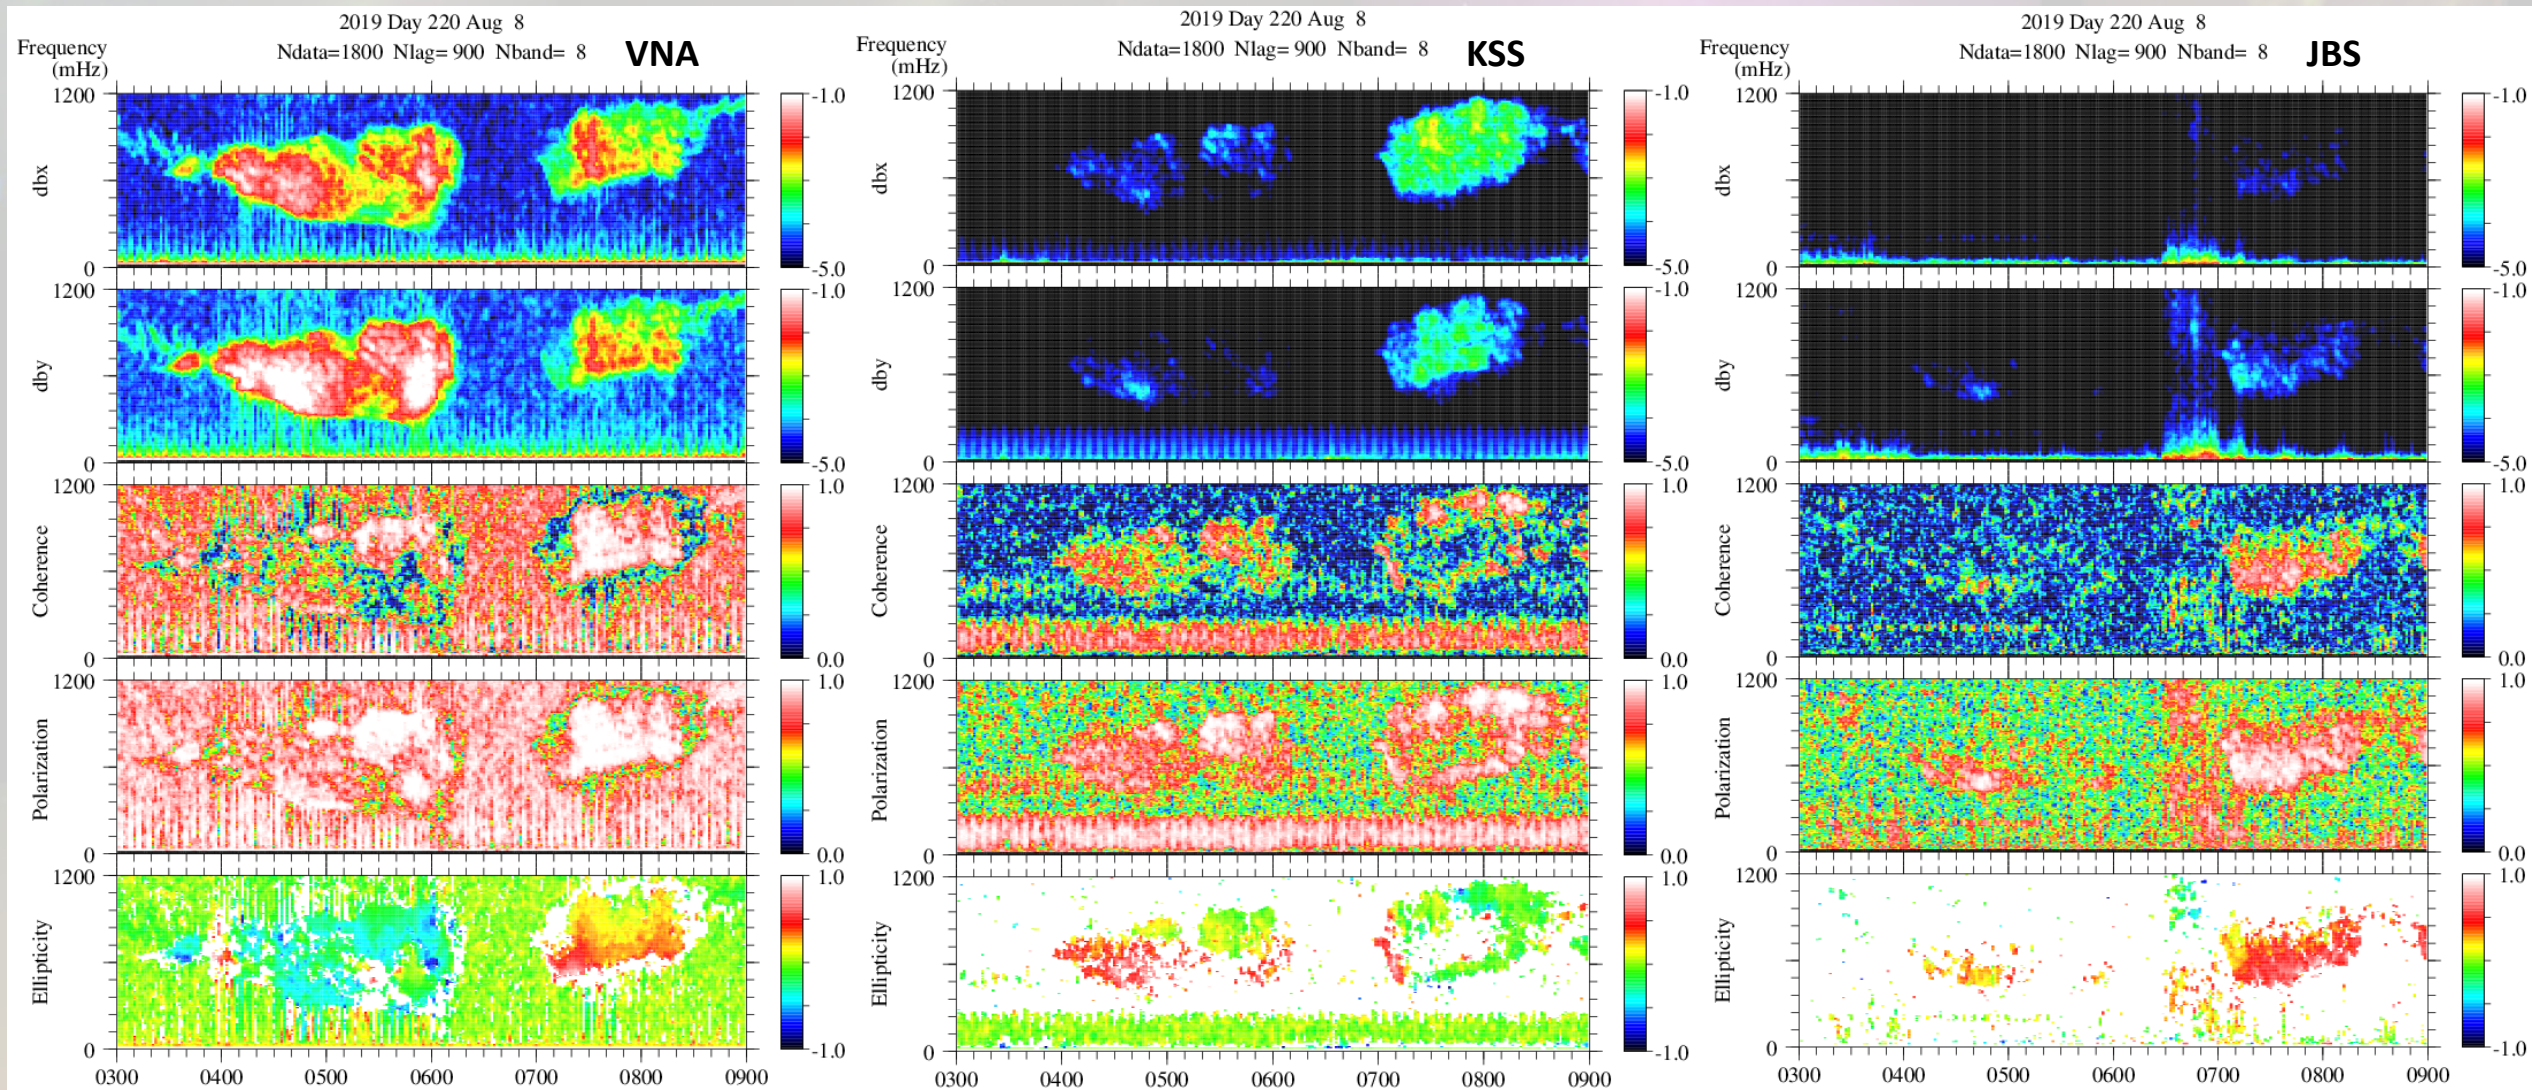 2019 Day 220 Aug 8
Frequency
(mHz)
Ndata=1800 Nlag= 900 Nband= 8
VNA
1200
dbx
0
-1.0
-5.0
1200
dby
0
-1.0
-5.0
1200
Coherence
0
1.0
0.0
1200
Polarization
0
1.0
0.0
1200
Ellipticity
0
1.0
-1.0
0300 0400 0500 0600 0700 0800 0900
2019 Day 220 Aug 8
Frequency
(mHz)
Ndata=1800 Nlag= 900 Nband= 8
KSS
1200
dbx
0
-1.0
-5.0
1200
dby
0
-1.0
-5.0
1200
Coherence
0
1.0
0.0
1200
Polarization
0
1.0
0.0
1200
Ellipticity
0
1.0
-1.0
0300 0400 0500 0600 0700 0800 0900
2019 Day 220 Aug 8
Frequency
(mHz)
Ndata=1800 Nlag= 900 Nband= 8
JBS
1200
dbx
0
-1.0
-5.0
1200
dby
0
-1.0
-5.0
1200
Coherence
0
1.0
0.0
1200
Polarization
0
1.0
0.0
1200
Ellipticity
0
1.0
-1.0
0300 0400 0500 0600 0700 0800 0900